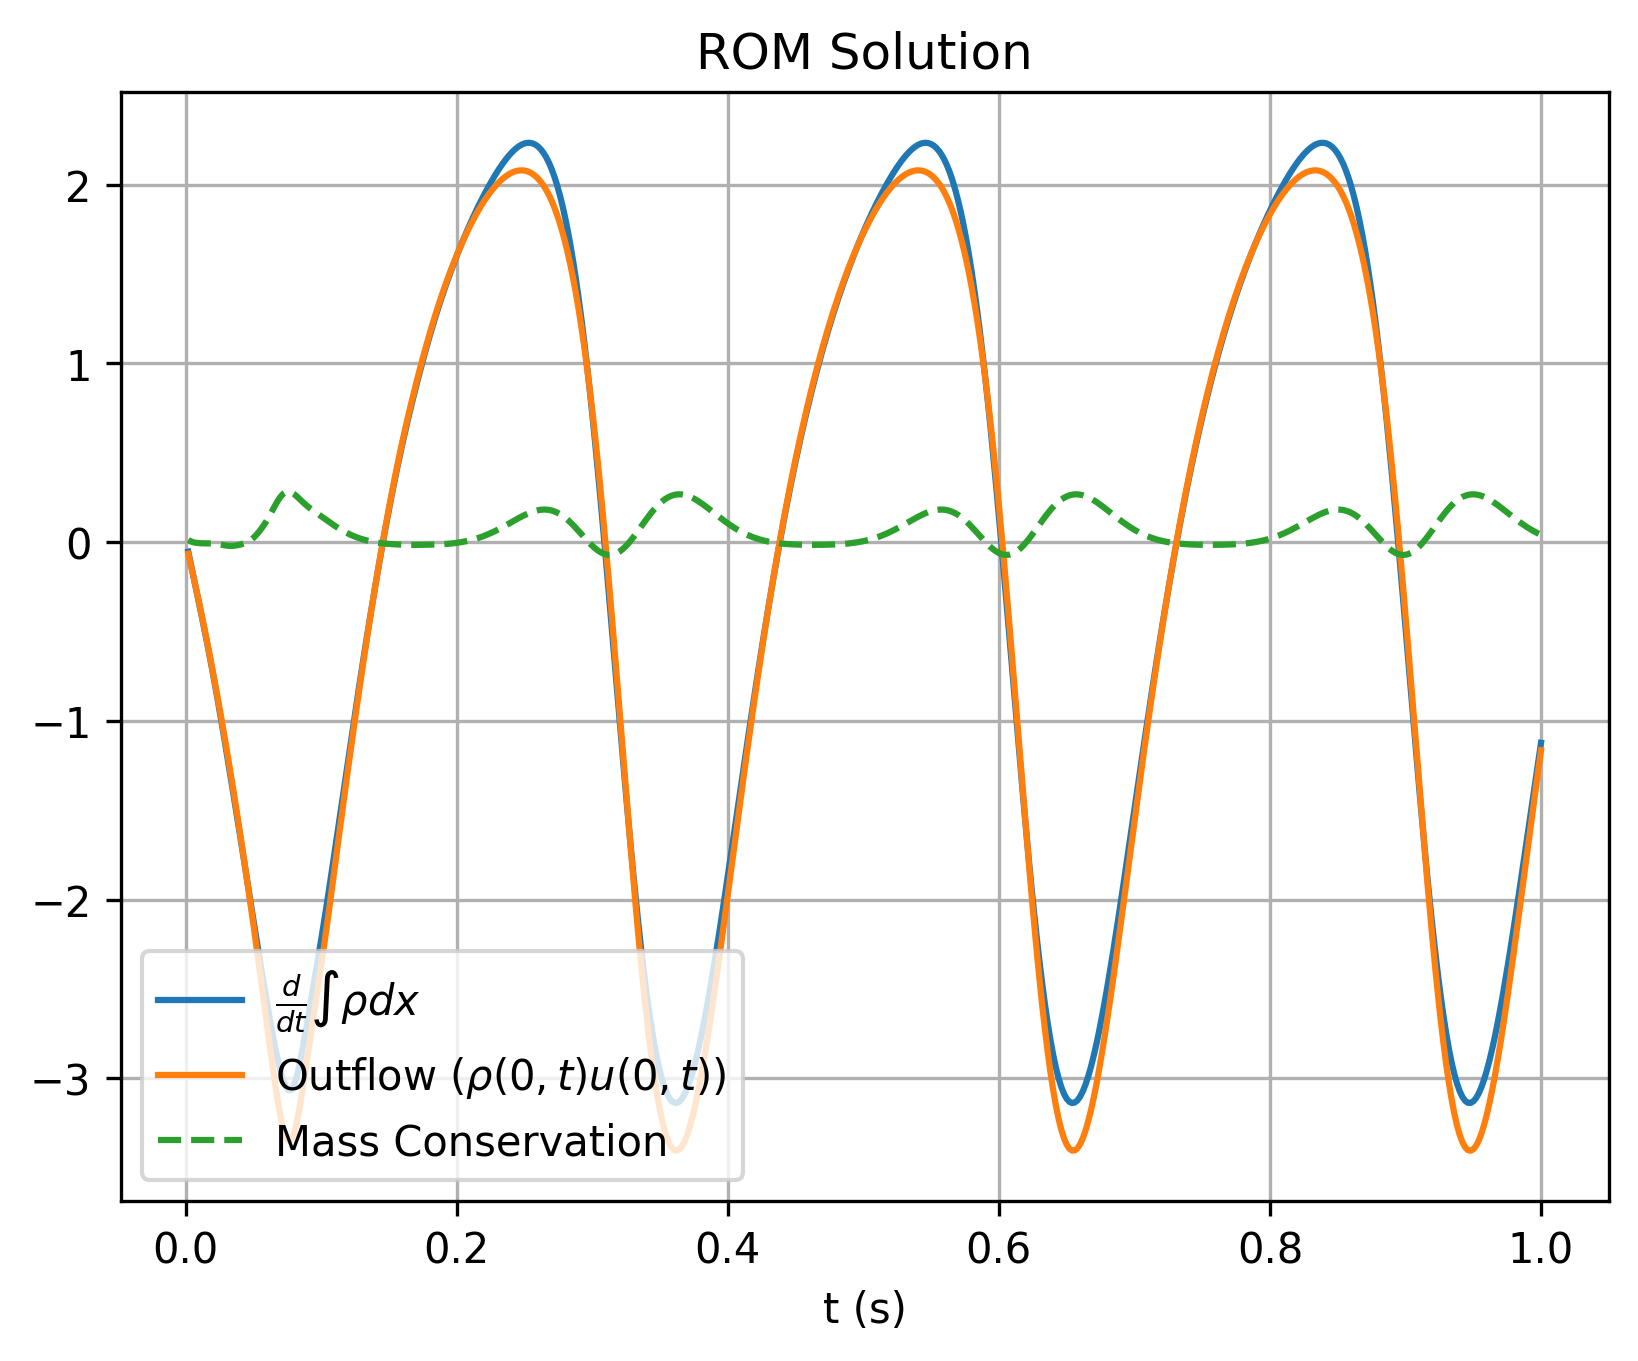 ROM Solution
2
1
0
−1
−2
−3
d/dt ∫ρdx
Outflow (ρ(0, t)u(0, t))
Mass Conservation
0.0 0.2 0.4 0.6 0.8 1.0
t (s)